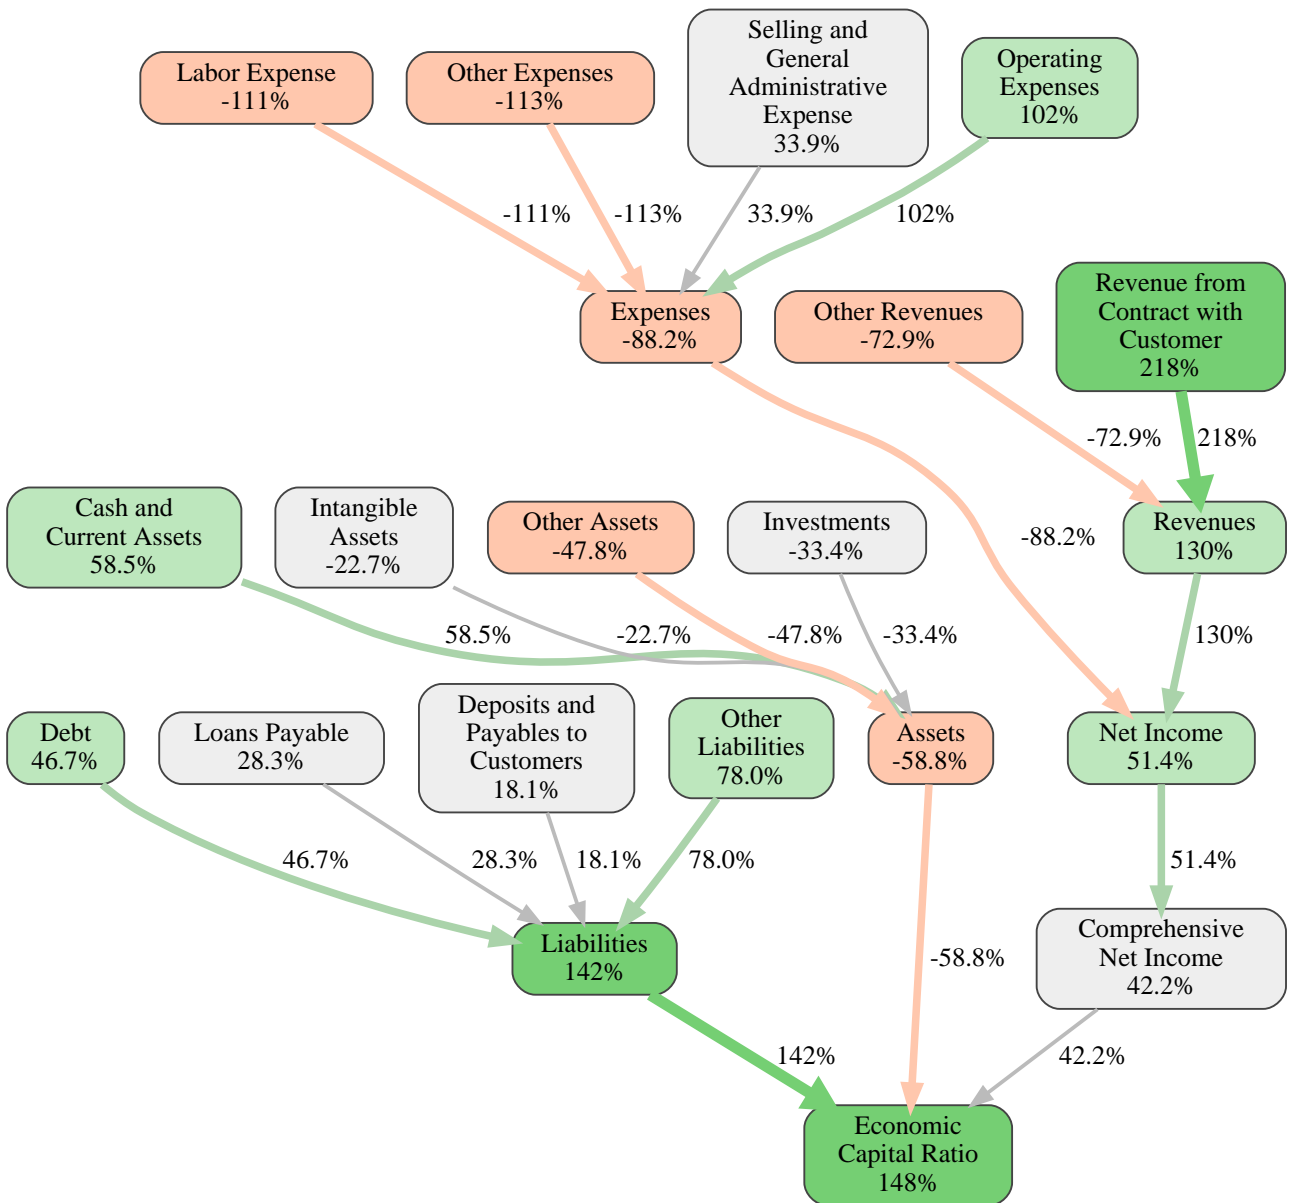 Labor Expense
-111%
Other Expenses
-113%
Selling and
General
Administrative
Expense
33.9%
Operating
Expenses
102%
-111%
-113%
33.9%
102%
Expenses
-88.2%
Other Revenues
-72.9%
Revenue from
Contract with
Customer
218%
-72.9%
218%
Cash and
Current Assets
58.5%
Intangible
Assets
-22.7%
Other Assets
-47.8%
Investments
-33.4%
-88.2%
Revenues
130%
58.5%
-22.7%
-47.8%
-33.4%
130%
Debt
46.7%
Loans Payable
28.3%
Deposits and
Payables to
Customers
18.1%
Other
Liabilities
78.0%
Assets
-58.8%
Net Income
51.4%
46.7%
28.3%
18.1%
78.0%
51.4%
Liabilities
142%
-58.8%
Comprehensive
Net Income
42.2%
142%
42.2%
Economic
Capital Ratio
148%